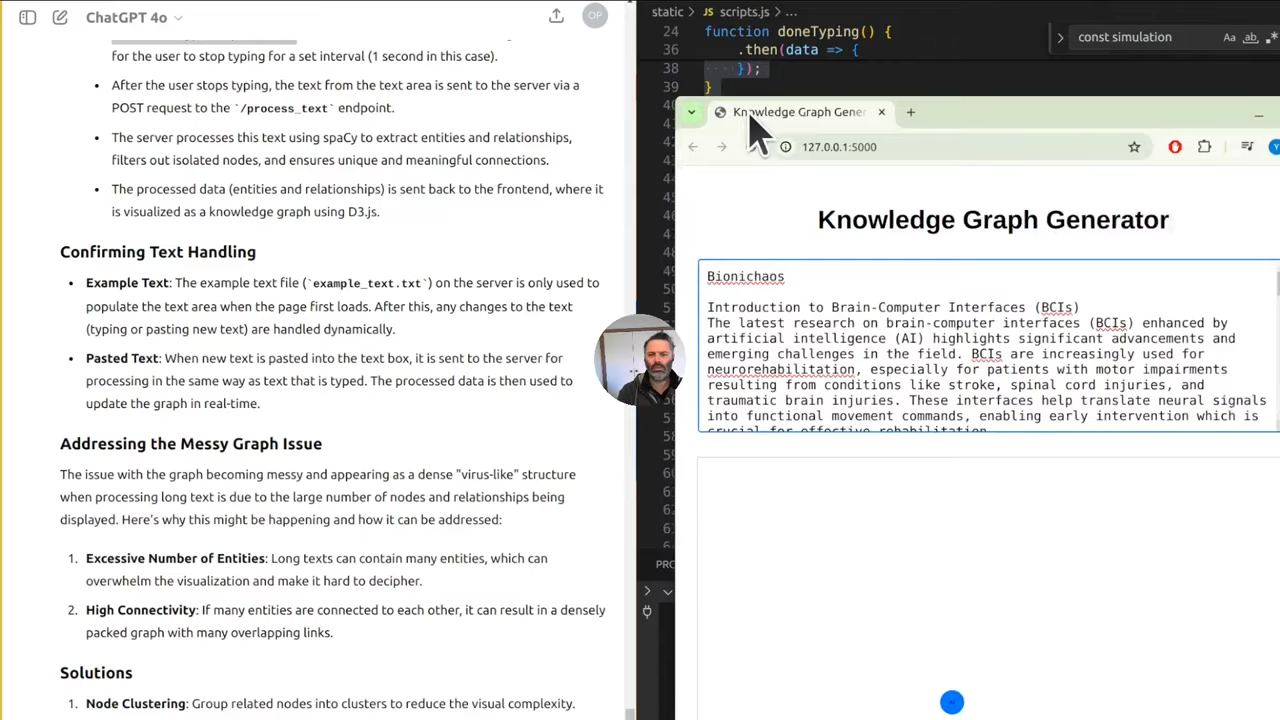 ChatGPT 4o
OP
for the user to stop typing for a set interval (1 second in this case).
After the user stops typing, the text from the text area is sent to the server via a
POST request to the `/process_text` endpoint.
The server processes this text using spaCy to extract entities and relationships,
filters out isolated nodes, and ensures unique and meaningful connections.
The processed data (entities and relationships) is sent back to the frontend, where it
is visualized as a knowledge graph using D3.js.
Confirming Text Handling
Example Text: The example text file (`example_text.txt`) on the server is only used to
populate the text area when the page first loads. After this, any changes to the text
(typing or pasting new text) are handled dynamically.
Pasted Text: When new text is pasted into the text box, it is sent to the server for
processing in the same way as text that is typed. The processed data is then used to
update the graph in real-time.
Addressing the Messy Graph Issue
The issue with the graph becoming messy and appearing as a dense "virus-like" structure
when processing long text is due to the large number of nodes and relationships being
displayed. Here's why this might be happening and how it can be addressed:
1. Excessive Number of Entities: Long texts can contain many entities, which can
overwhelm the visualization and make it hard to decipher.
2. High Connectivity: If many entities are connected to each other, it can result in a densely
packed graph with many overlapping links.
Solutions
1. Node Clustering: Group related nodes into clusters to reduce the visual complexity.
static > JS scripts.js > ...
24 function doneTyping() {
36 .then(data => {
38 });
39 }
const simulation
Aa ab
Knowledge Graph Gener
127.0.0.1:5000
Knowledge Graph Generator
Bionichaos
Introduction to Brain-Computer Interfaces (BCIs)
The latest research on brain-computer interfaces (BCIs) enhanced by
artificial intelligence (AI) highlights significant advancements and
emerging challenges in the field. BCIs are increasingly used for
neurorehabilitation, especially for patients with motor impairments
resulting from conditions like stroke, spinal cord injuries, and
traumatic brain injuries. These interfaces help translate neural signals
into functional movement commands, enabling early intervention which is
crucial for effective rehabilitation.